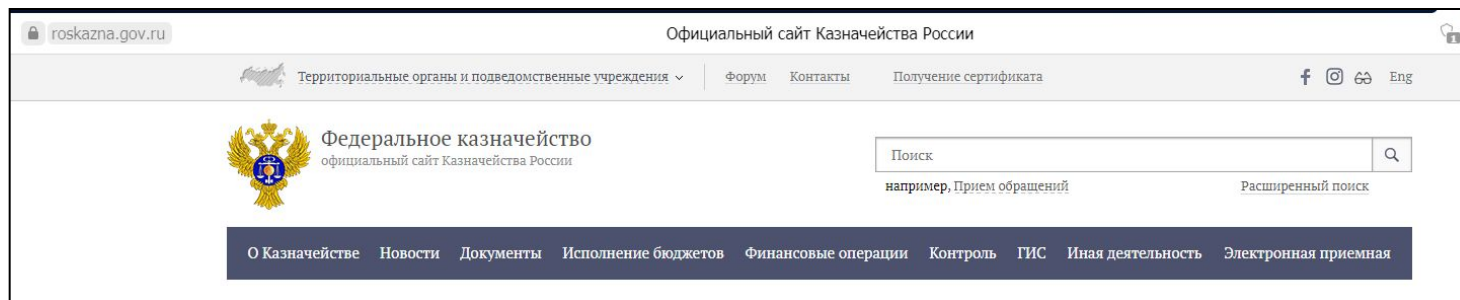 roskazna.gov.ru Официальный сайт Казначейства России 1
Территориальные органы и подведомственные учреждения Форум Контакты Получение сертификата f Eng
Федеральное казначейство
официальный сайт Казначейства России
Поиск
например, Прием обращений Расширенный поиск
О Казначействе Новости Документы Исполнение бюджетов Финансовые операции Контроль ГИС Иная деятельность Электронная приемная